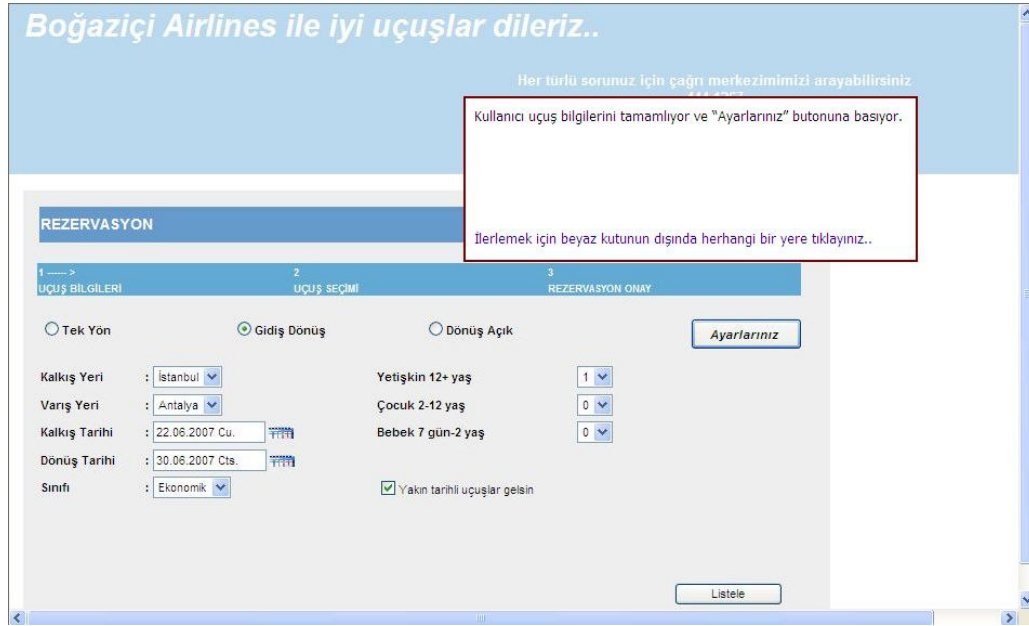 Boğaziçi Airlines ile iyi uçuşlar dileriz..
Her türlü sorunuz için çağrı merkezimimizi arayabilirsiniz
Kullanıcı uçuş bilgilerini tamamlıyor ve “Ayarlarınız” butonuna basıyor.
İlerlemek için beyaz kutunun dışında herhangi bir yere tıklayınız..
REZERVASYON
1 ----- > 2 3
UÇUŞ BİLGİLERİ UÇUŞ SEÇİMİ REZERVASYON ONAY
Tek Yön Gidiş Dönüş Dönüş Açık Ayarlarınız
Kalkış Yeri : İstanbul Yetişkin 12+ yaş 1
Varış Yeri : Antalya Çocuk 2-12 yaş 0
Kalkış Tarihi : 22.06.2007 Cu. Bebek 7 gün-2 yaş 0
Dönüş Tarihi : 30.06.2007 Cts.
Sınıfı : Ekonomik Yakın tarihli uçuşlar gelsin
Listele